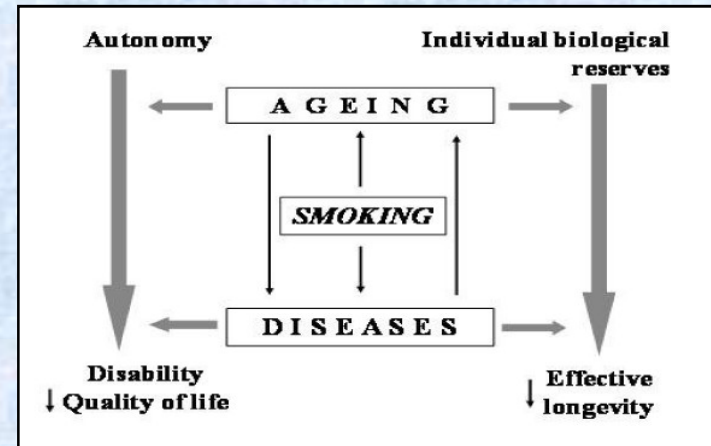 Autonomy
Individual biological
reserves
A G E I N G
SMOKING
D I S E A S E S
Disability
↓ Quality of life
↓ Effective
longevity